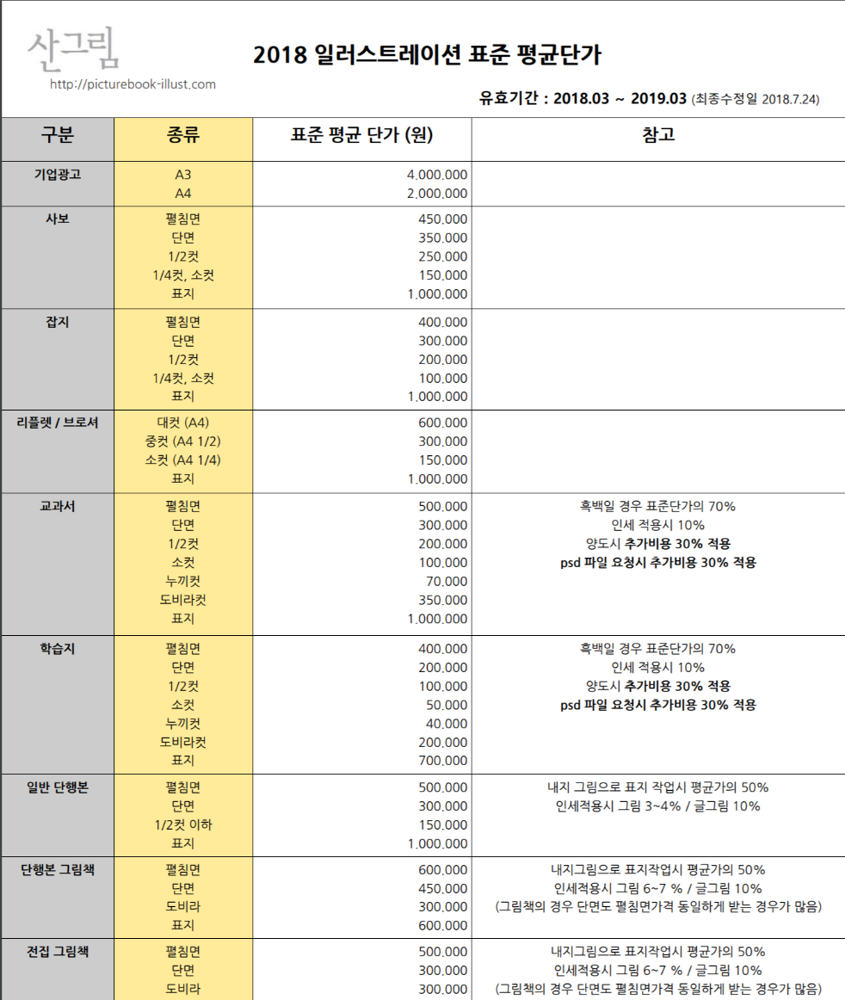 산그림
http://picturebook-illust.com
2018 일러스트레이션 표준 평균단가
유효기간 : 2018.03 ~ 2019.03 (최종수정일 2018.7.24)
구분 종류 표준 평균 단가 (원) 참고
기업광고 A3 4.000.000
A4 2.000.000
사보 펼침면 450.000
단면 350.000
1/2컷 250.000
1/4컷, 소컷 150.000
표지 1.000.000
잡지 펼침면 400.000
단면 300.000
1/2컷 200.000
1/4컷, 소컷 100.000
표지 1.000.000
리플렛 / 브로셔 대컷 (A4) 600.000
중컷 (A4 1/2) 300.000
소컷 (A4 1/4) 150.000
표지 1.000.000
교과서 펼침면 500.000 흑백일 경우 표준단가의 70%
단면 300.000 인세 적용시 10%
1/2컷 200.000 양도시 추가비용 30% 적용
소컷 100.000 psd 파일 요청시 추가비용 30% 적용
누끼컷 70.000
도비라컷 350.000
표지 1.000.000
학습지 펼침면 400.000 흑백일 경우 표준단가의 70%
단면 200.000 인세 적용시 10%
1/2컷 100.000 양도시 추가비용 30% 적용
소컷 50.000 psd 파일 요청시 추가비용 30% 적용
누끼컷 40.000
도비라컷 200.000
표지 700.000
일반 단행본 펼침면 500.000 내지 그림으로 표지 작업시 평균가의 50%
단면 300.000 인세적용시 그림 3~4% / 글그림 10%
1/2컷 이하 150.000
표지 1.000.000
단행본 그림책 펼침면 600.000 내지그림으로 표지작업시 평균가의 50%
단면 450.000 인세적용시 그림 6~7 % / 글그림 10%
도비라 300.000 (그림책의 경우 단면도 펼침면가격 동일하게 받는 경우가 많음)
표지 600.000
전집 그림책 펼침면 500.000 내지그림으로 표지작업시 평균가의 50%
단면 300.000 인세적용시 그림 6~7 % / 글그림 10%
도비라 300.000 (그림책의 경우 단면도 펼침면가격 동일하게 받는 경우가 많음)